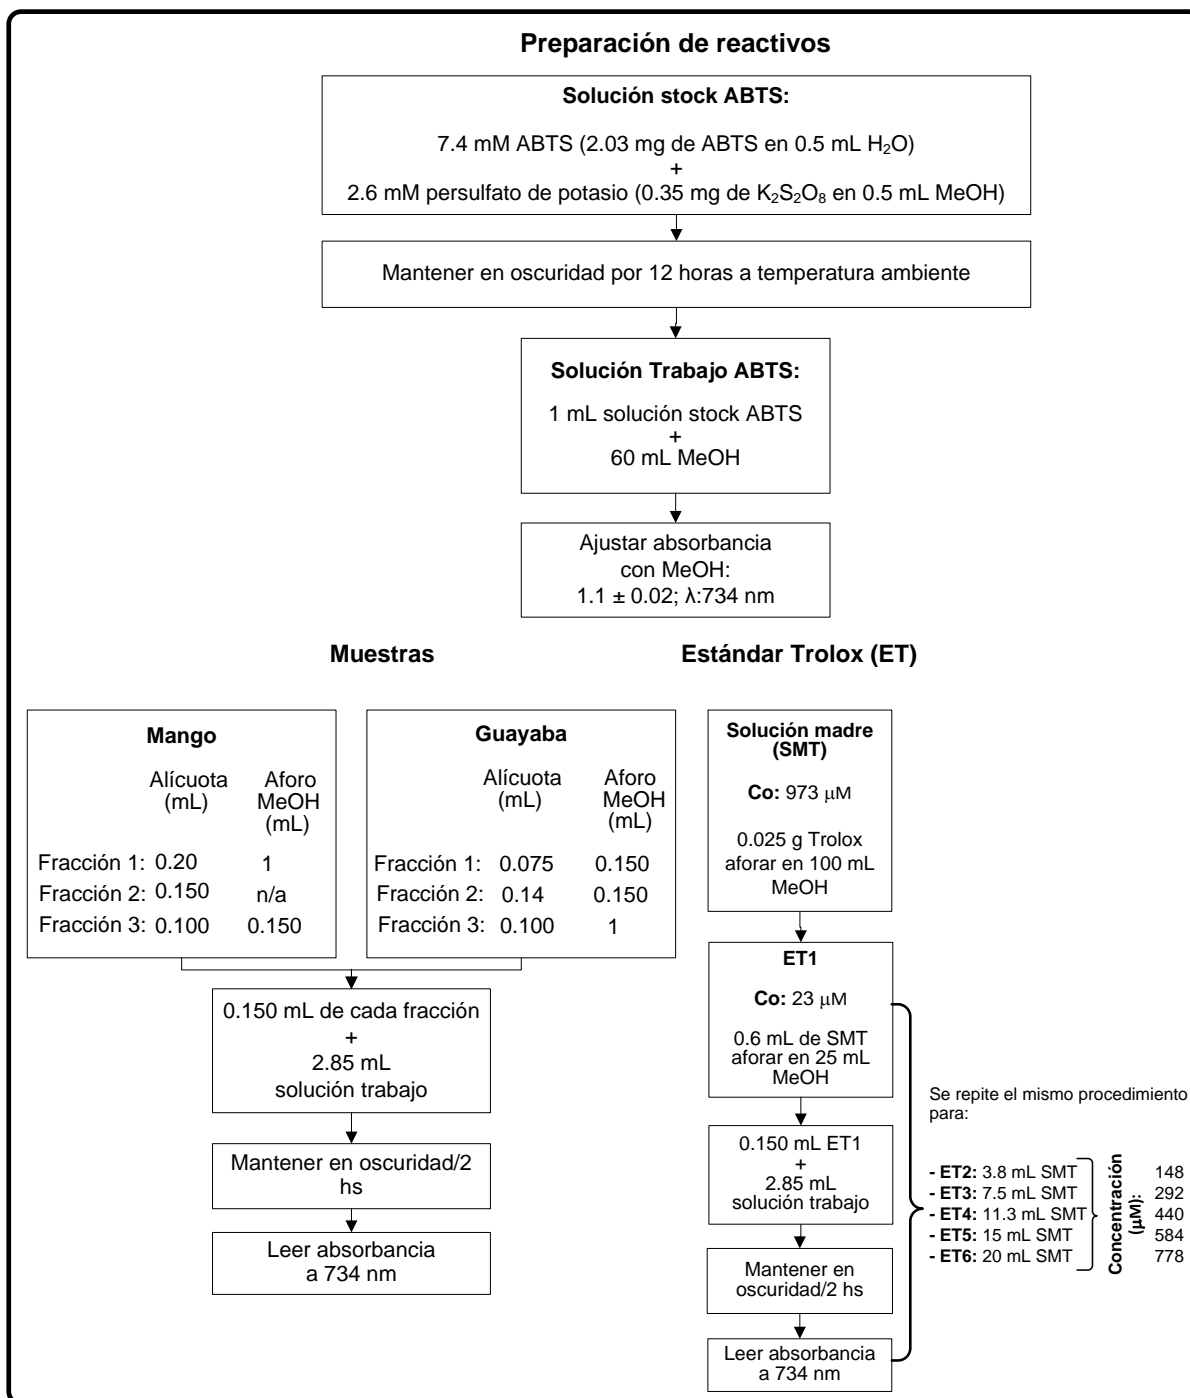 Preparación de reactivos
Solución stock ABTS:
7.4 mM ABTS (2.03 mg de ABTS en 0.5 mL H₂O)
+
2.6 mM persulfato de potasio (0.35 mg de K₂S₂O₈ en 0.5 mL MeOH)
Mantener en oscuridad por 12 horas a temperatura ambiente
Solución Trabajo ABTS:
1 mL solución stock ABTS
+
60 mL MeOH
Ajustar absorbancia
con MeOH:
1.1 ± 0.02; λ:734 nm
Muestras
Mango
Alícuota (mL) Aforo MeOH (mL)
Fracción 1: 0.20 1
Fracción 2: 0.150 n/a
Fracción 3: 0.100 0.150
Guayaba
Alícuota (mL) Aforo MeOH (mL)
Fracción 1: 0.075 0.150
Fracción 2: 0.14 0.150
Fracción 3: 0.100 1
0.150 mL de cada fracción
+
2.85 mL
solución trabajo
Mantener en oscuridad/2
hs
Leer absorbancia
a 734 nm
Estándar Trolox (ET)
Solución madre
(SMT)
Co: 973 µM
0.025 g Trolox
aforar en 100 mL
MeOH
ET1
Co: 23 µM
0.6 mL de SMT
aforar en 25 mL
MeOH
0.150 mL ET1
+
2.85 mL
solución trabajo
Mantener en
oscuridad/2 hs
Leer absorbancia
a 734 nm
Se repite el mismo procedimiento
para:
- ET2: 3.8 mL SMT
- ET3: 7.5 mL SMT
- ET4: 11.3 mL SMT
- ET5: 15 mL SMT
- ET6: 20 mL SMT
Concentración
(µM):
148
292
440
584
778